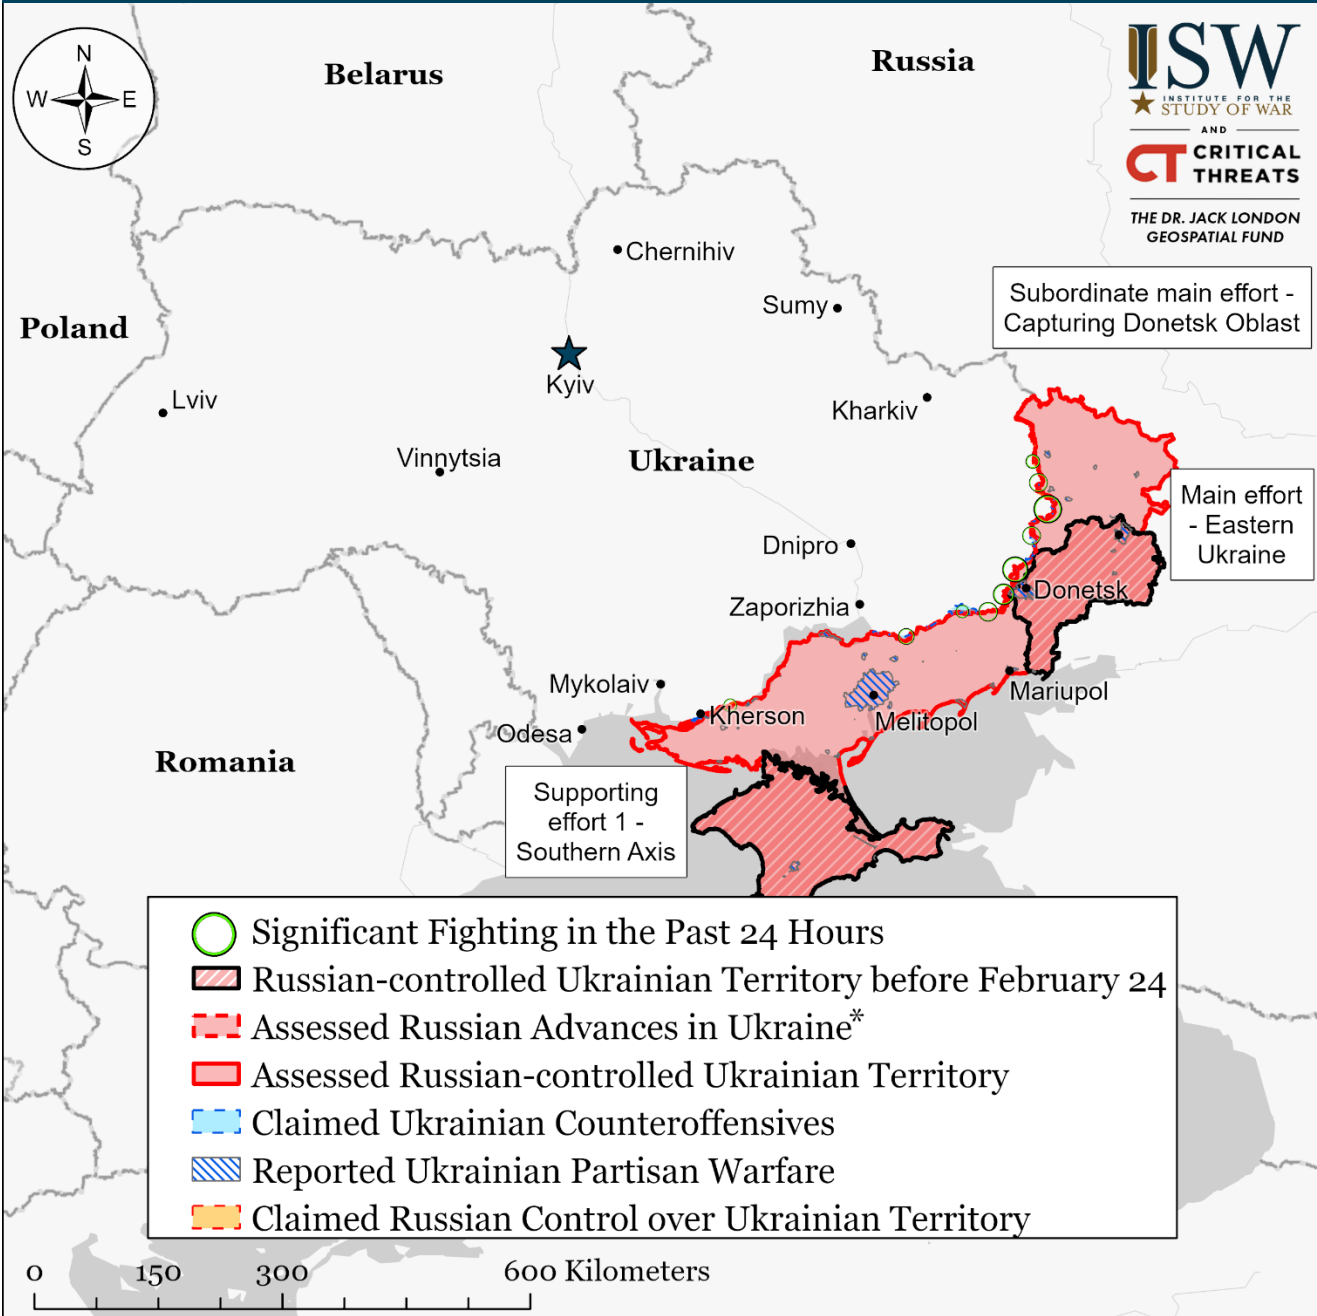 N
W
E
S
Belarus
Russia
ISW
INSTITUTE FOR THE
STUDY OF WAR
AND
CT CRITICAL
THREATS
THE DR. JACK LONDON
GEOSPATIAL FUND
Chernihiv
Subordinate main effort -
Capturing Donetsk Oblast
Sumy
Poland
Kyiv
Lviv
Kharkiv
Vinnytsia
Ukraine
Main effort
- Eastern
Ukraine
Dnipro
Donetsk
Zaporizhia
Mykolaiv
Mariupol
Kherson
Melitopol
Odesa
Romania
Supporting
effort 1 -
Southern Axis
Significant Fighting in the Past 24 Hours
Russian-controlled Ukrainian Territory before February 24
Assessed Russian Advances in Ukraine*
Assessed Russian-controlled Ukrainian Territory
Claimed Ukrainian Counteroffensives
Reported Ukrainian Partisan Warfare
Claimed Russian Control over Ukrainian Territory
0 150 300 600 Kilometers